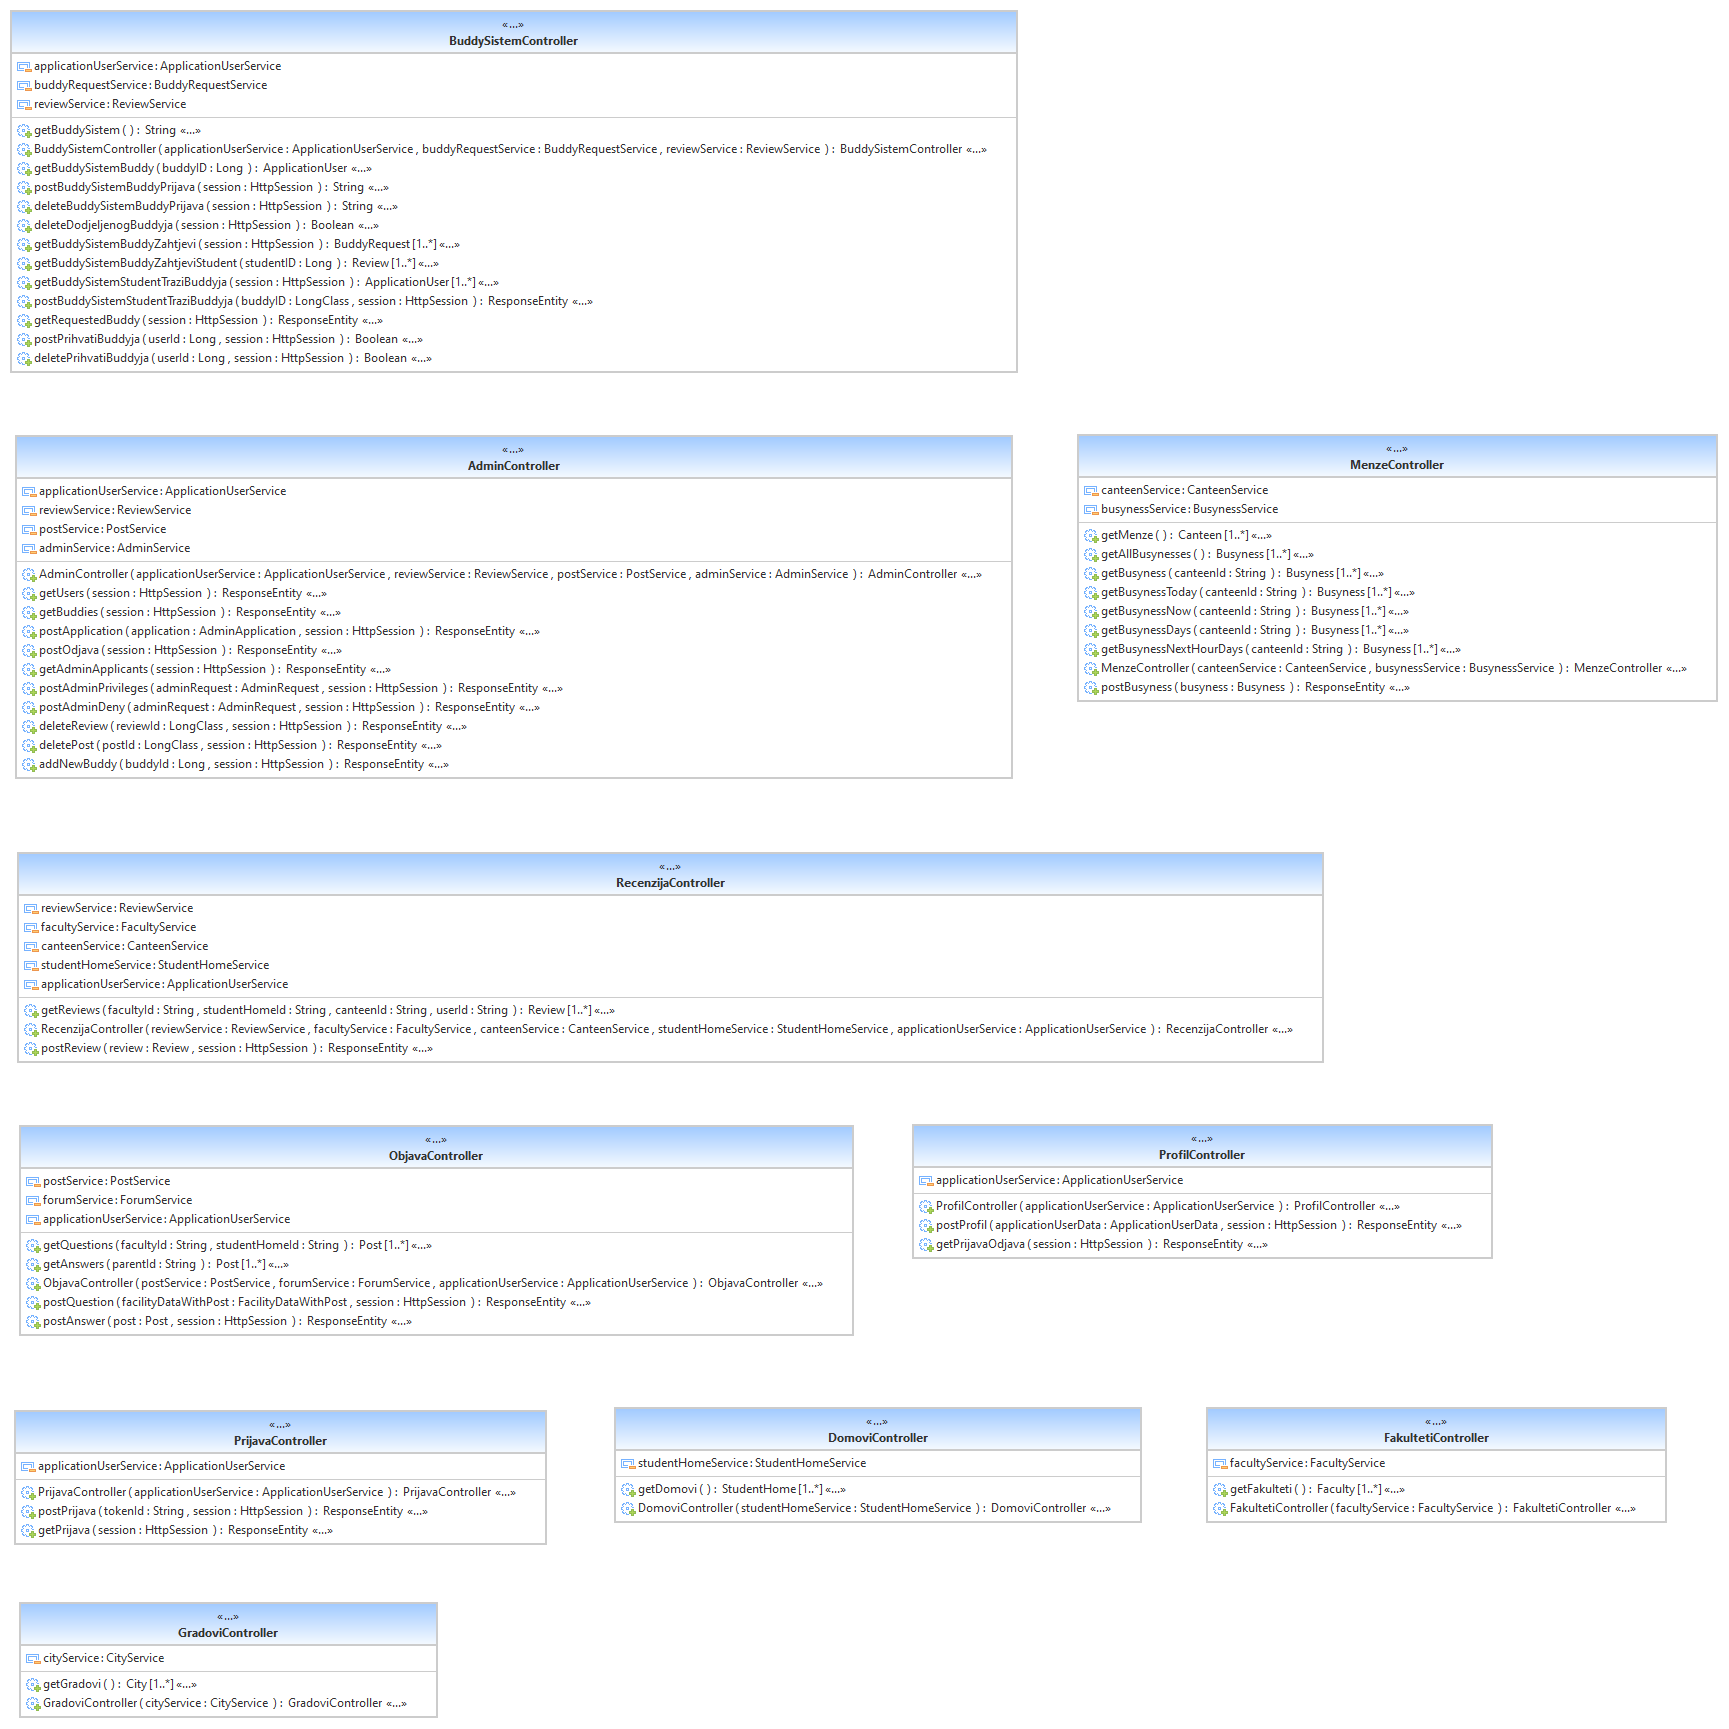 «...»
BuddySistemController
applicationUserService : ApplicationUserService
buddyRequestService : BuddyRequestService
reviewService : ReviewService
getBuddySistem ( ) : String «...»
BuddySistemController ( applicationUserService : ApplicationUserService , buddyRequestService : BuddyRequestService , reviewService : ReviewService ) : BuddySistemController «...»
getBuddySistemBuddy ( buddyID : Long ) : ApplicationUser «...»
postBuddySistemBuddyPrijava ( session : HttpSession ) : String «...»
deleteBuddySistemBuddyPrijava ( session : HttpSession ) : String «...»
deleteDodjeljenogBuddyja ( session : HttpSession ) : Boolean «...»
getBuddySistemBuddyZahtjevi ( session : HttpSession ) : BuddyRequest [1..*] «...»
getBuddySistemBuddyZahtjeviStudent ( studentID : Long ) : Review [1..*] «...»
getBuddySistemStudentTraziBuddyja ( session : HttpSession ) : ApplicationUser [1..*] «...»
postBuddySistemStudentTraziBuddyja ( buddyID : LongClass , session : HttpSession ) : ResponseEntity «...»
getRequestedBuddy ( session : HttpSession ) : ResponseEntity «...»
postPrihvatiBuddyja ( userId : Long , session : HttpSession ) : Boolean «...»
deletePrihvatiBuddyja ( userId : Long , session : HttpSession ) : Boolean «...»
«...»
AdminController
applicationUserService : ApplicationUserService
reviewService : ReviewService
postService : PostService
adminService : AdminService
AdminController ( applicationUserService : ApplicationUserService , reviewService : ReviewService , postService : PostService , adminService : AdminService ) : AdminController «...»
getUsers ( session : HttpSession ) : ResponseEntity «...»
getBuddies ( session : HttpSession ) : ResponseEntity «...»
postApplication ( application : AdminApplication , session : HttpSession ) : ResponseEntity «...»
postOdjava ( session : HttpSession ) : ResponseEntity «...»
getAdminApplicants ( session : HttpSession ) : ResponseEntity «...»
postAdminPrivileges ( adminRequest : AdminRequest , session : HttpSession ) : ResponseEntity «...»
postAdminDeny ( adminRequest : AdminRequest , session : HttpSession ) : ResponseEntity «...»
deleteReview ( reviewId : LongClass , session : HttpSession ) : ResponseEntity «...»
deletePost ( postId : LongClass , session : HttpSession ) : ResponseEntity «...»
addNewBuddy ( buddyId : Long , session : HttpSession ) : ResponseEntity «...»
«...»
MenzeController
canteenService : CanteenService
busynessService : BusynessService
getMenze ( ) : Canteen [1..*] «...»
getAllBusynesses ( ) : Busyness [1..*] «...»
getBusyness ( canteenId : String ) : Busyness [1..*] «...»
getBusynessToday ( canteenId : String ) : Busyness [1..*] «...»
getBusynessNow ( canteenId : String ) : Busyness [1..*] «...»
getBusynessDays ( canteenId : String ) : Busyness [1..*] «...»
getBusynessNextHourDays ( canteenId : String ) : Busyness [1..*] «...»
MenzeController ( canteenService : CanteenService , busynessService : BusynessService ) : MenzeController «...»
postBusyness ( busyness : Busyness ) : ResponseEntity «...»
«...»
RecenzijaController
reviewService : ReviewService
facultyService : FacultyService
canteenService : CanteenService
studentHomeService : StudentHomeService
applicationUserService : ApplicationUserService
getReviews ( facultyId : String , studentHomeId : String , canteenId : String , userId : String ) : Review [1..*] «...»
RecenzijaController ( reviewService : ReviewService , facultyService : FacultyService , canteenService : CanteenService , studentHomeService : StudentHomeService , applicationUserService : ApplicationUserService ) : RecenzijaController «...»
postReview ( review : Review , session : HttpSession ) : ResponseEntity «...»
«...»
ObjavaController
postService : PostService
forumService : ForumService
applicationUserService : ApplicationUserService
getQuestions ( facultyId : String , studentHomeId : String ) : Post [1..*] «...»
getAnswers ( parentId : String ) : Post [1..*] «...»
ObjavaController ( postService : PostService , forumService : ForumService , applicationUserService : ApplicationUserService ) : ObjavaController «...»
postQuestion ( facilityDataWithPost : FacilityDataWithPost , session : HttpSession ) : ResponseEntity «...»
postAnswer ( post : Post , session : HttpSession ) : ResponseEntity «...»
«...»
ProfilController
applicationUserService : ApplicationUserService
ProfilController ( applicationUserService : ApplicationUserService ) : ProfilController «...»
postProfil ( applicationUserData : ApplicationUserData , session : HttpSession ) : ResponseEntity «...»
getPrijavaOdjava ( session : HttpSession ) : ResponseEntity «...»
«...»
PrijavaController
applicationUserService : ApplicationUserService
PrijavaController ( applicationUserService : ApplicationUserService ) : PrijavaController «...»
postPrijava ( tokenId : String , session : HttpSession ) : ResponseEntity «...»
getPrijava ( session : HttpSession ) : ResponseEntity «...»
«...»
DomoviController
studentHomeService : StudentHomeService
getDomovi ( ) : StudentHome [1..*] «...»
DomoviController ( studentHomeService : StudentHomeService ) : DomoviController «...»
«...»
FakultetiController
facultyService : FacultyService
getFakulteti ( ) : Faculty [1..*] «...»
FakultetiController ( facultyService : FacultyService ) : FakultetiController «...»
«...»
GradoviController
cityService : CityService
getGradovi ( ) : City [1..*] «...»
GradoviController ( cityService : CityService ) : GradoviController «...»